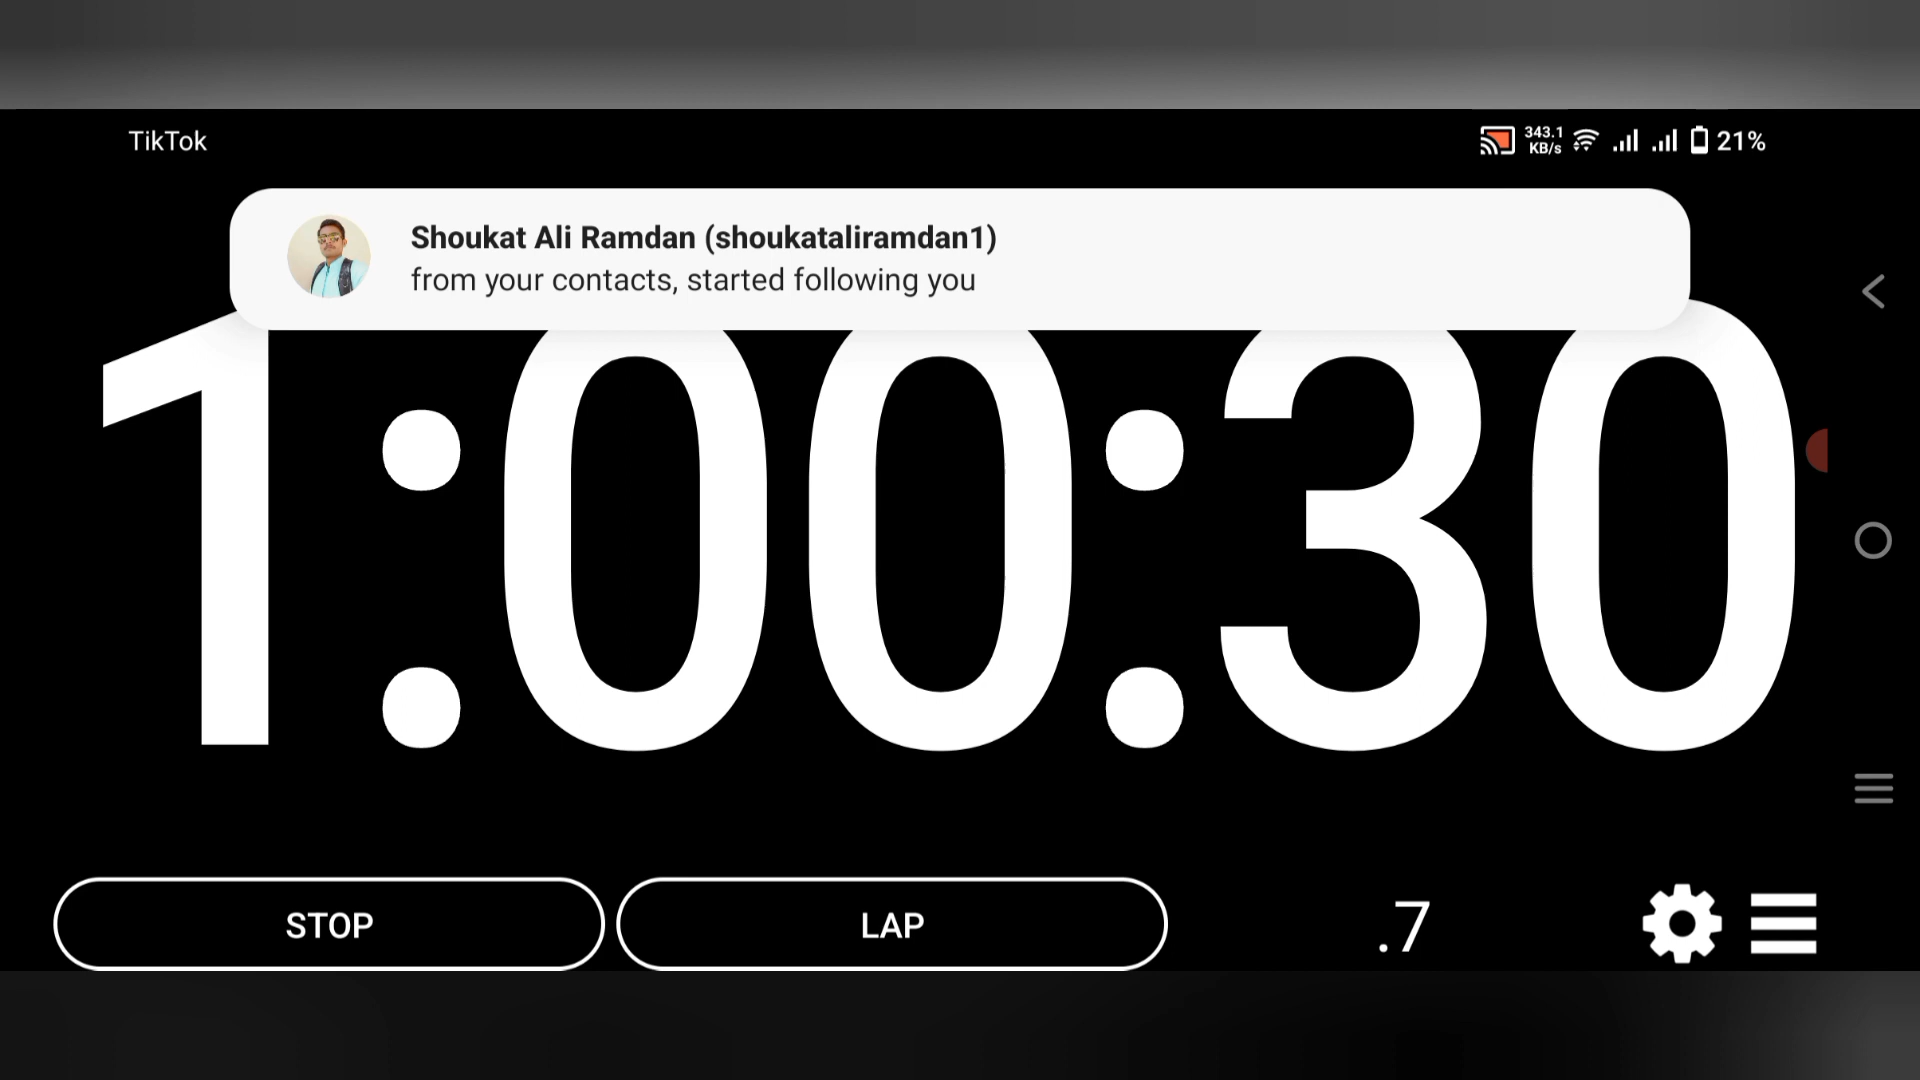 TikTok
343.1
KB/s
21%
Shoukat Ali Ramdan (shoukataliramdan1)
from your contacts, started following you
1:00:30
STOP
LAP
.7